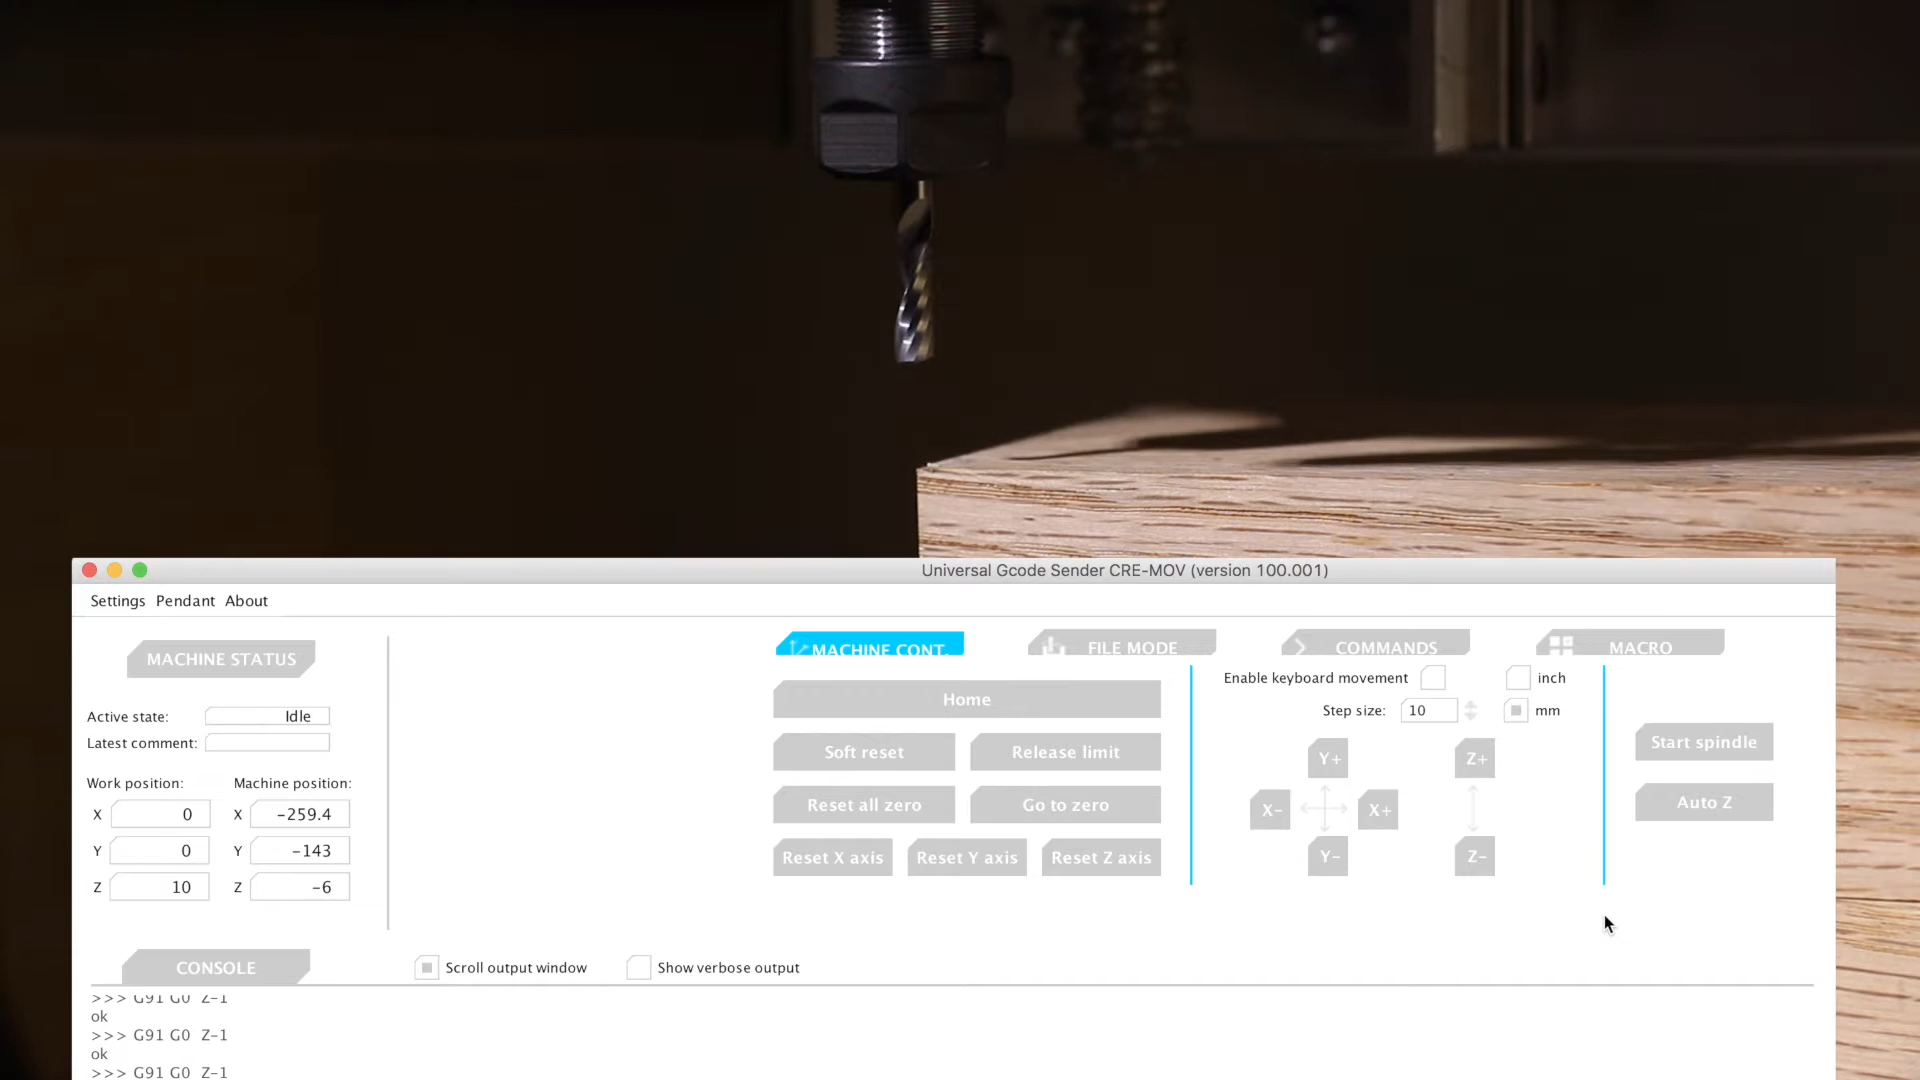 Universal Gcode Sender CRE-MOV (version 100.001)
Settings Pendant About
MACHINE STATUS
MACHINE CONT.
FILE MODE
COMMANDS
MACRO
Active state: Idle
Latest comment:
Work position: Machine position:
X 0 X -259.4
Y 0 Y -143
Z 10 Z -6
Home
Soft reset Release limit
Reset all zero Go to zero
Reset X axis Reset Y axis Reset Z axis
Enable keyboard movement inch
Step size: 10 mm
Y+ Z+
X- X+
Y- Z-
Start spindle
Auto Z
CONSOLE
Scroll output window Show verbose output
>>> G91 G0 Z-1
ok
>>> G91 G0 Z-1
ok
>>> G91 G0 Z-1